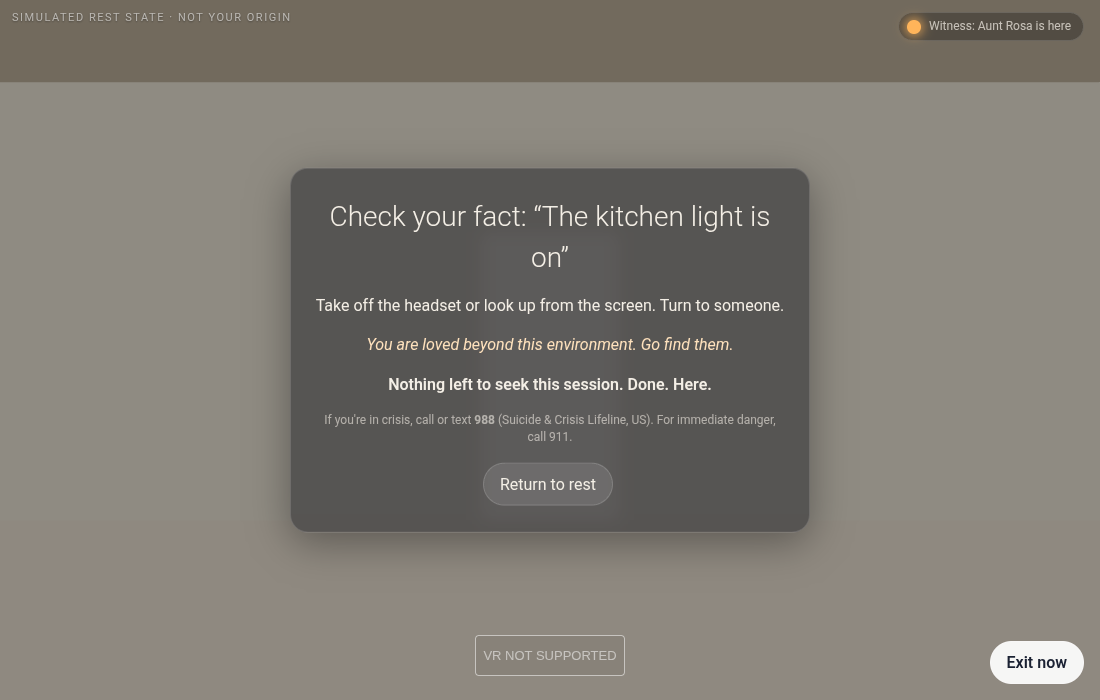 SIMULATED REST STATE · NOT YOUR ORIGIN
Witness: Aunt Rosa is here
Check your fact: “The kitchen light is
on”
Take off the headset or look up from the screen. Turn to someone.
You are loved beyond this environment. Go find them.
Nothing left to seek this session. Done. Here.
If you're in crisis, call or text 988 (Suicide & Crisis Lifeline, US). For immediate danger,
call 911.
Return to rest
VR NOT SUPPORTED
Exit now